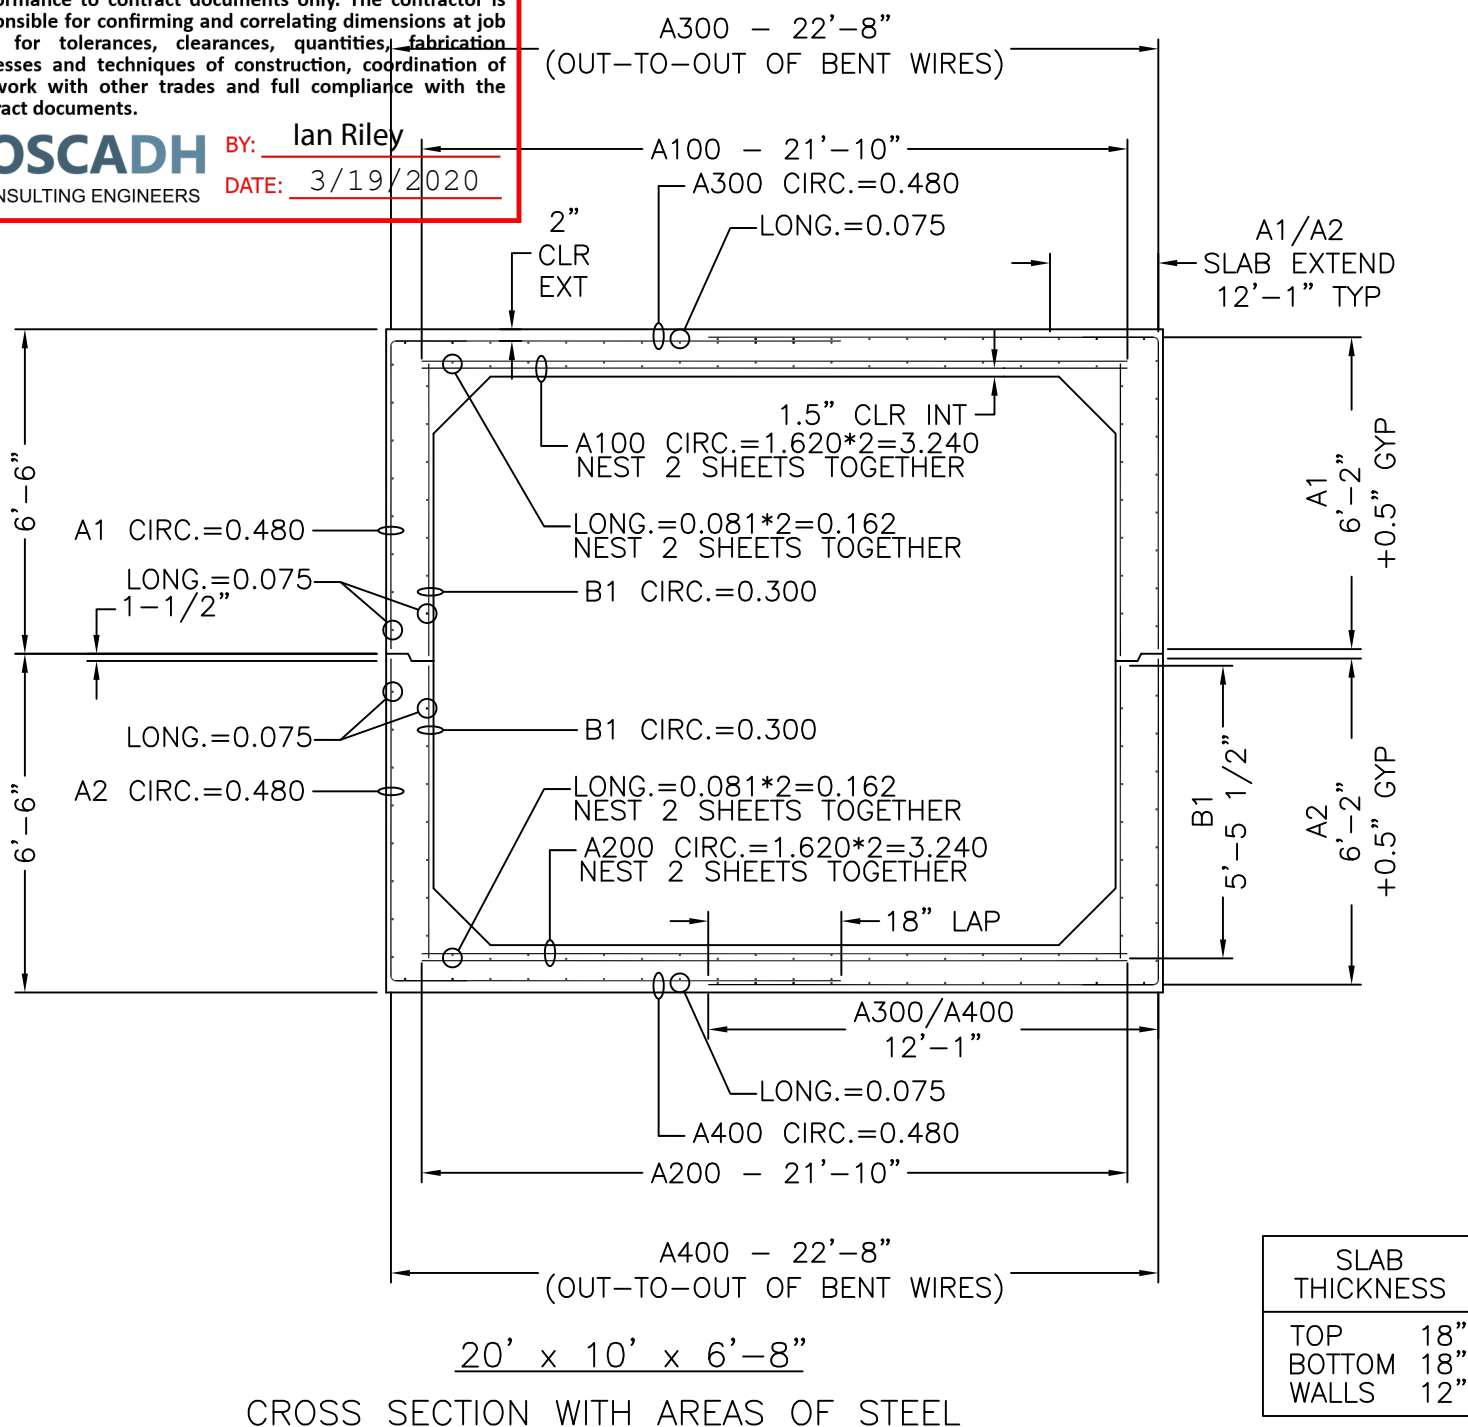 to contract documents only. The contractor is
for confirming and correlating dimensions at job
for tolerances, clearances, quantities, fabrication
and techniques of construction, coordination of
work with other trades and full compliance with the
documents.
BY: Ian Riley
ENGINEERS
DATE: 3/19/2020
A300 - 22'-8"
(OUT-TO-OUT OF BENT WIRES)
A100 - 21'-10"
A300 CIRC.=0.480
LONG.=0.075
2"
CLR
EXT
A1/A2
SLAB EXTEND
12'-1" TYP
1.5" CLR INT
A100 CIRC.=1.620*2=3.240
NEST 2 SHEETS TOGETHER
6'-6"
A1 CIRC.=0.480
LONG.=0.081*2=0.162
NEST 2 SHEETS TOGETHER
A1
6'-2"
+0.5" GYP
LONG.=0.075
1-1/2"
B1 CIRC.=0.300
LONG.=0.075
B1 CIRC.=0.300
6'-6"
A2 CIRC.=0.480
LONG.=0.081*2=0.162
NEST 2 SHEETS TOGETHER
B1
5'-5 1/2"
A2
6'-2"
+0.5" GYP
A200 CIRC.=1.620*2=3.240
NEST 2 SHEETS TOGETHER
18" LAP
A300/A400
12'-1"
LONG.=0.075
A400 CIRC.=0.480
A200 - 21'-10"
A400 - 22'-8"
(OUT-TO-OUT OF BENT WIRES)
SLAB
THICKNESS
TOP 18"
BOTTOM 18"
WALLS 12"
20' x 10' x 6'-8"
CROSS SECTION WITH AREAS OF STEEL